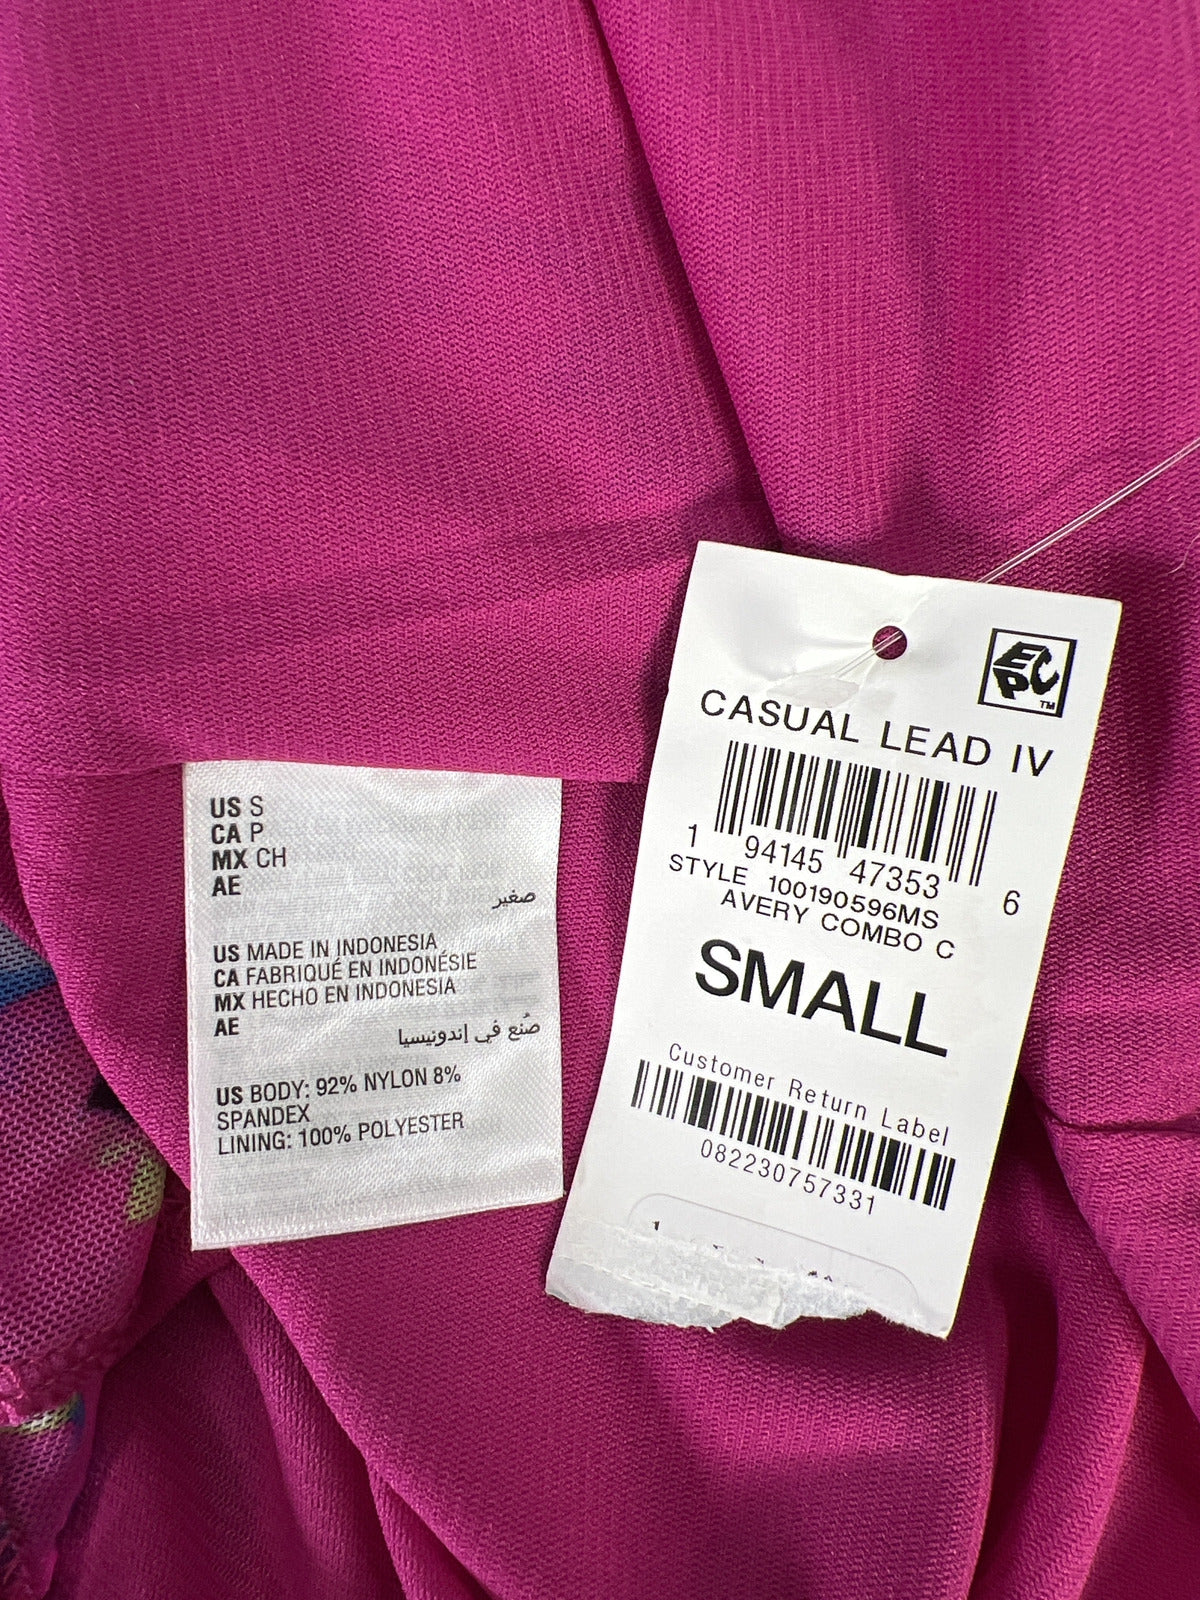 US S
CA P
MX CH
AE
صغير
US MADE IN INDONESIA
CA FABRIQUÉ EN INDONÉSIE
MX HECHO EN INDONESIA
AE
صُنع في إندونيسيا
US BODY: 92% NYLON 8%
SPANDEX
LINING: 100% POLYESTER
EPC TM
CASUAL LEAD IV
1 94145 47353 6
STYLE 100190596MS
AVERY COMBO C
SMALL
Customer Return Label
082230757331